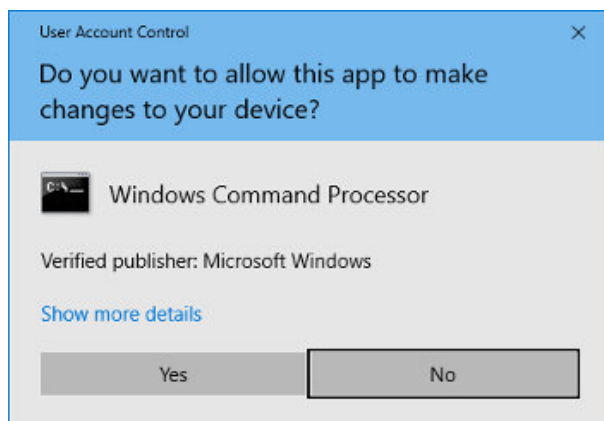 User Account Control
Do you want to allow this app to make
changes to your device?
C:\_
Windows Command Processor
Verified publisher: Microsoft Windows
Show more details
Yes No